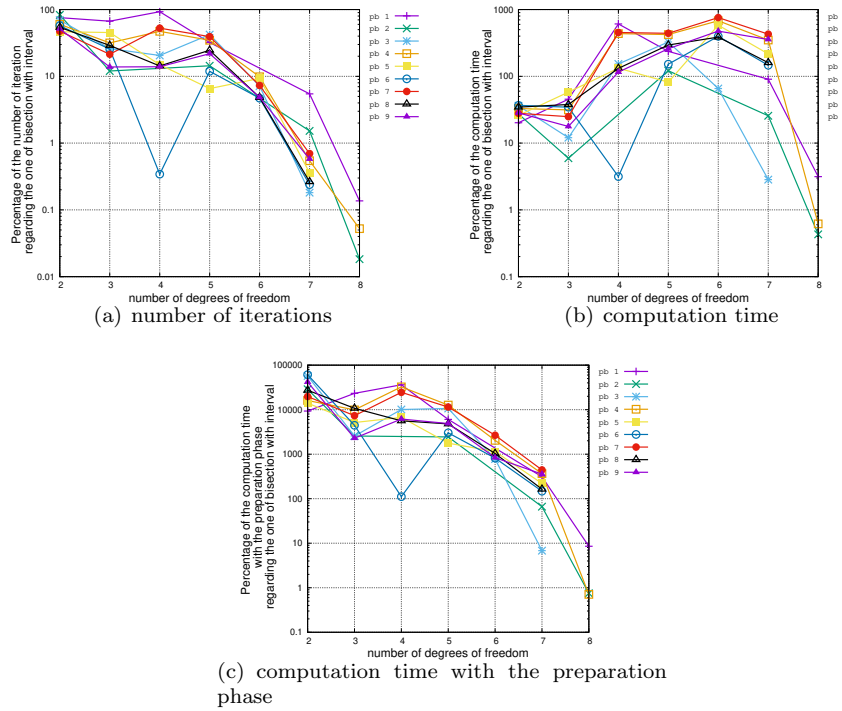 Percentage of the number of iteration
regarding the one of bisection with interval
100
10
1
0.1
0.01
2 3 4 5 6 7 8
number of degrees of freedom
pb 1
pb 2
pb 3
pb 4
pb 5
pb 6
pb 7
pb 8
pb 9
(a) number of iterations
Percentage of the computation time
regarding the one of bisection with interval
1000
100
10
1
0.1
2 3 4 5 6 7 8
number of degrees of freedom
pb
pb
pb
pb
pb
pb
pb
pb
pb
(b) computation time
Percentage of the computation time
with the preparation phase
regarding the one of bisection with interval
100000
10000
1000
100
10
1
0.1
2 3 4 5 6 7 8
number of degrees of freedom
pb 1
pb 2
pb 3
pb 4
pb 5
pb 6
pb 7
pb 8
pb 9
(c) computation time with the preparation
phase